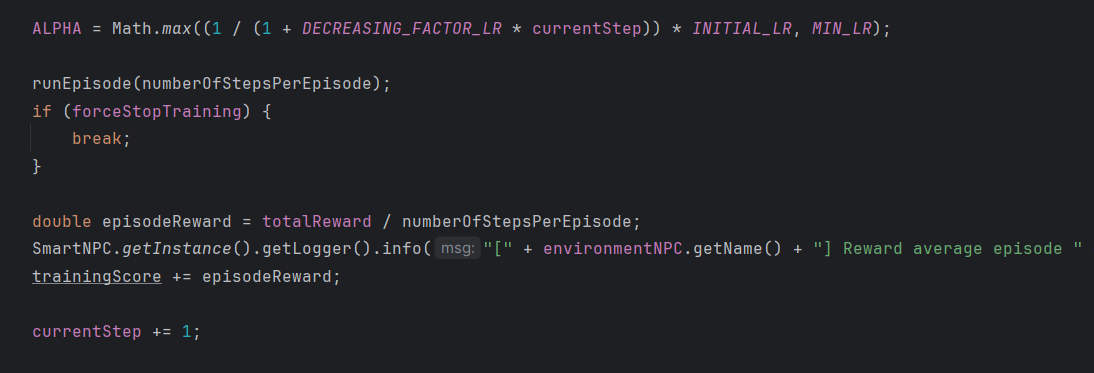 ALPHA = Math.max((1 / (1 + DECREASING_FACTOR_LR * currentStep)) * INITIAL_LR, MIN_LR);
runEpisode(numberOfStepsPerEpisode);
if (forceStopTraining) {
break;
}
double episodeReward = totalReward / numberOfStepsPerEpisode;
SmartNPC.getInstance().getLogger().info( msg: "[" + environmentNPC.getName() + "] Reward average episode "
trainingScore += episodeReward;
currentStep += 1;